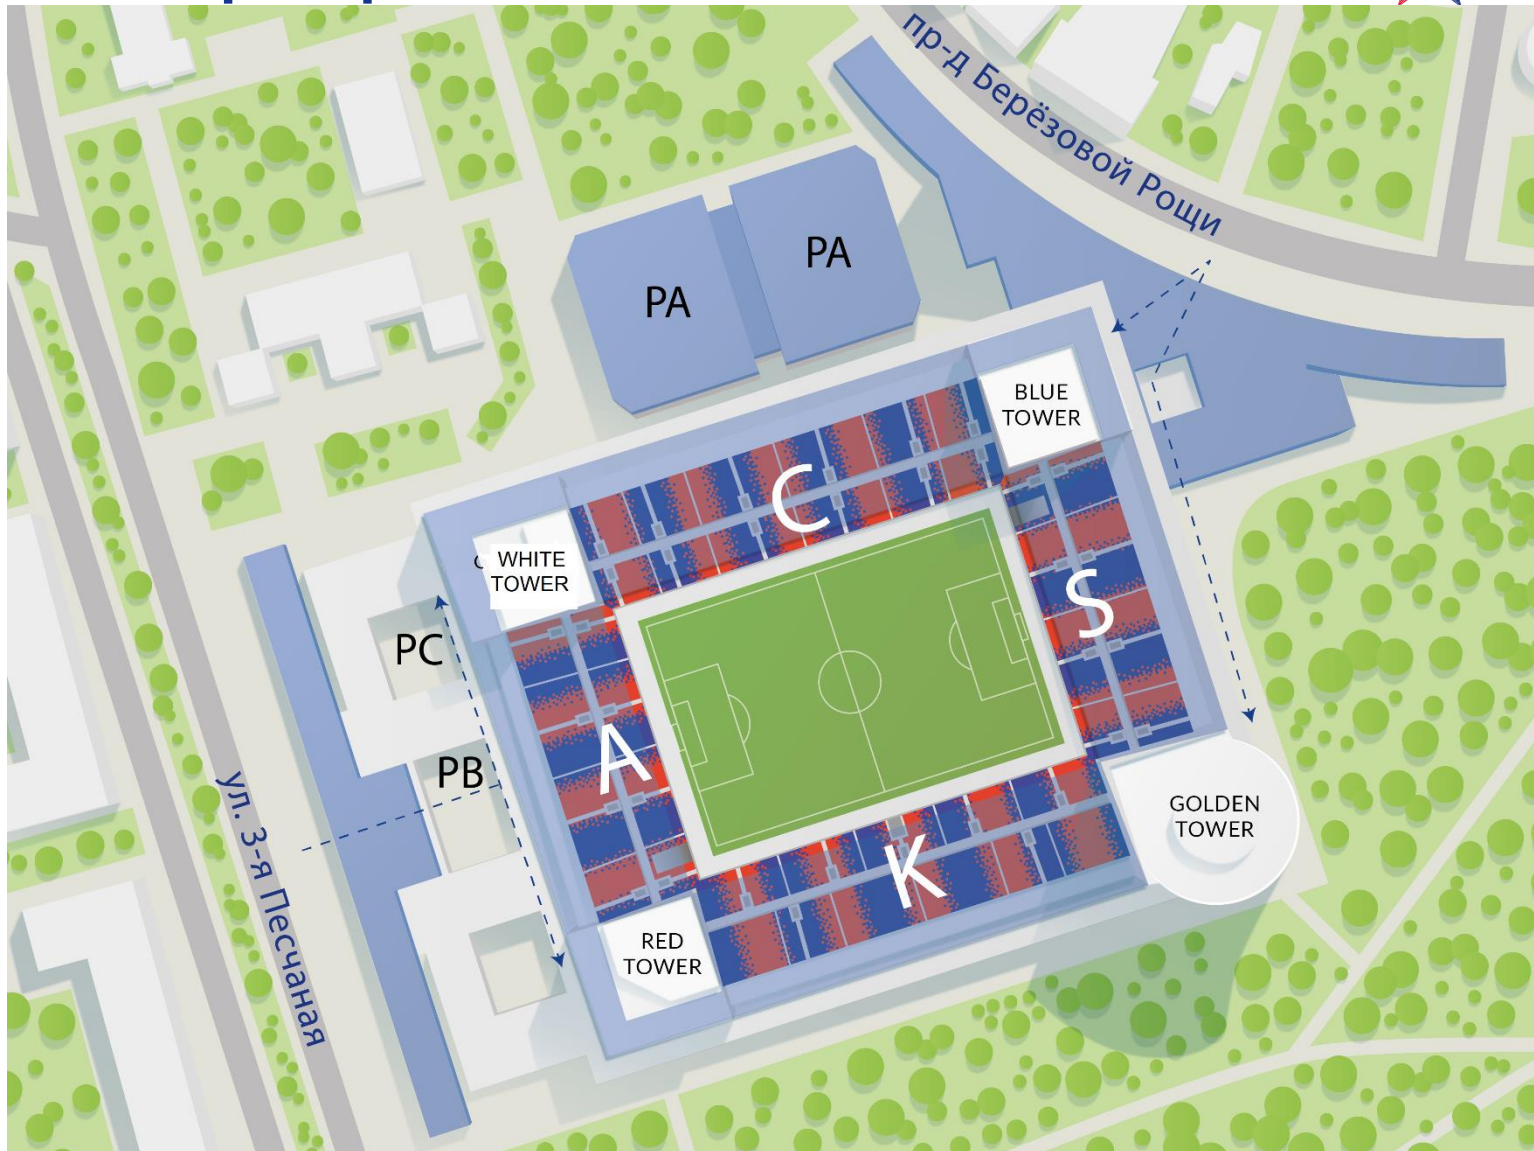 пр-д Берёзовой Рощи
PA
PA
BLUE
TOWER
C
WHITE
TOWER
S
PC
A
PB
ул. 3-я Песчаная
GOLDEN
TOWER
K
RED
TOWER